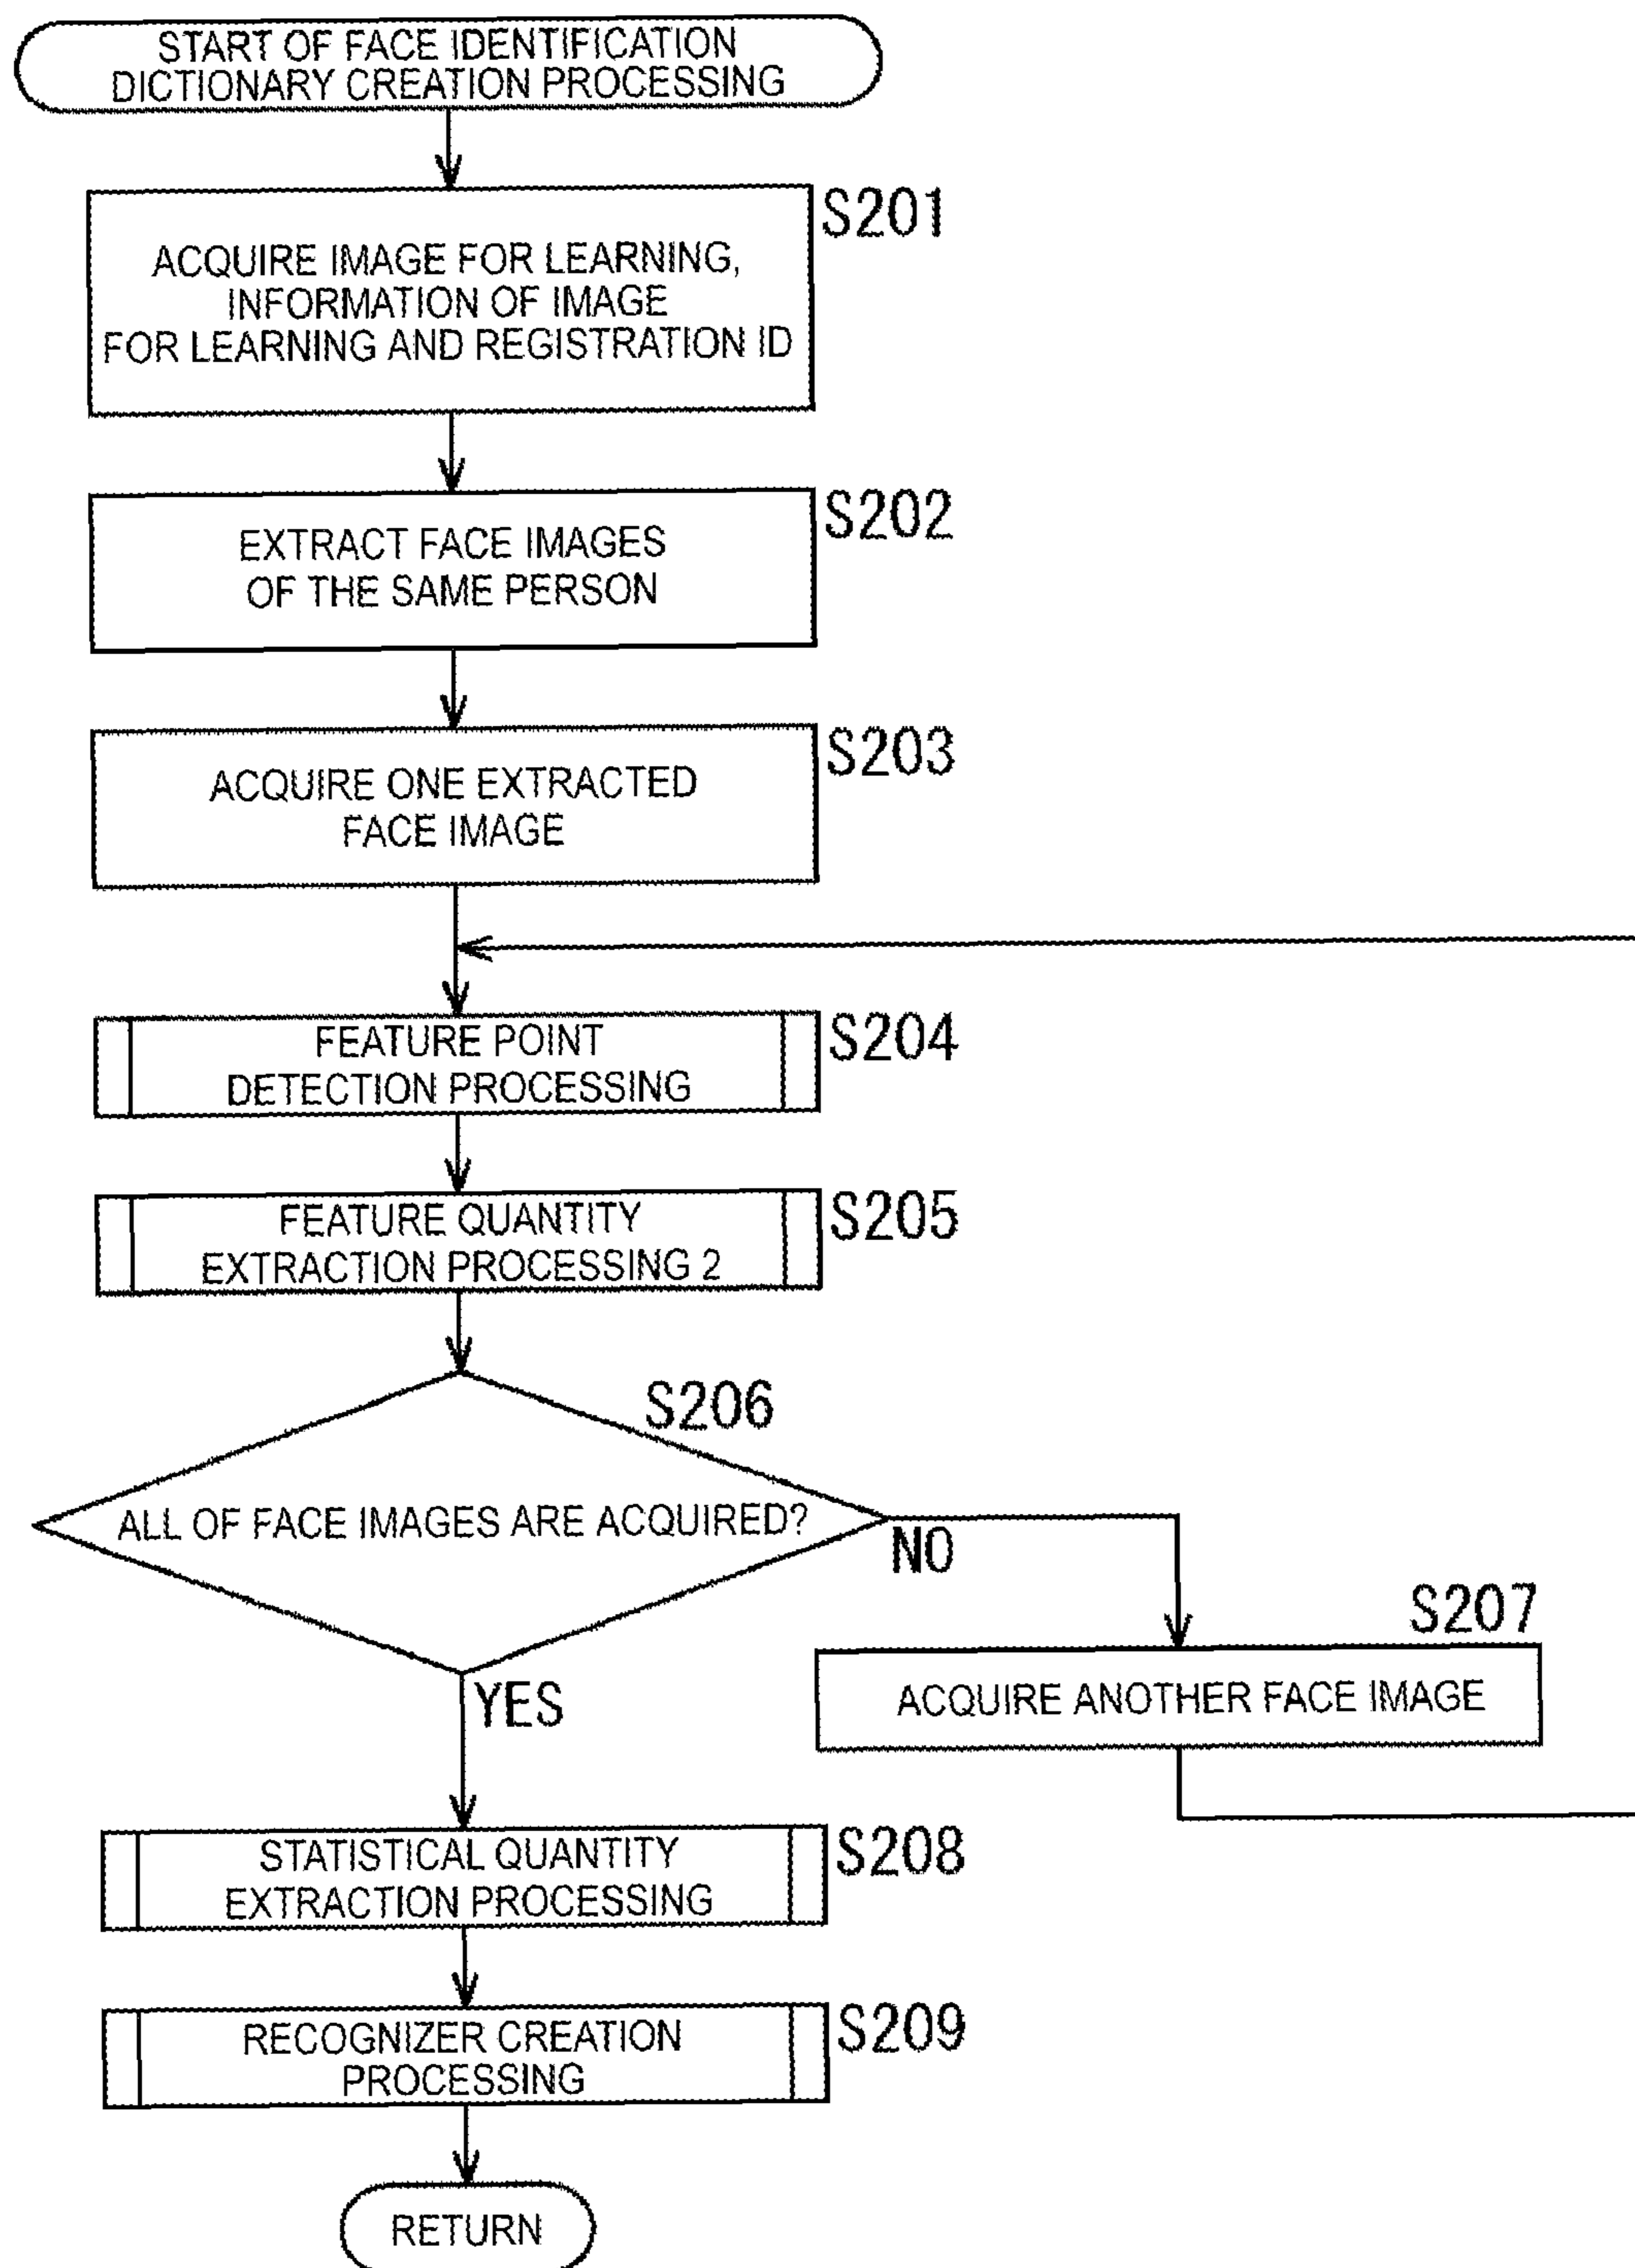 START OF FACE IDENTIFICATION
DICTIONARY CREATION PROCESSING
S201
ACQUIRE IMAGE FOR LEARNING,
INFORMATION OF IMAGE
FOR LEARNING AND REGISTRATION ID
S202
EXTRACT FACE IMAGES
OF THE SAME PERSON
S203
ACQUIRE ONE EXTRACTED
FACE IMAGE
S204
FEATURE POINT
DETECTION PROCESSING
S205
FEATURE QUANTITY
EXTRACTION PROCESSING 2
S206
ALL OF FACE IMAGES ARE ACQUIRED?
NO
S207
ACQUIRE ANOTHER FACE IMAGE
YES
S208
STATISTICAL QUANTITY
EXTRACTION PROCESSING
S209
RECOGNIZER CREATION
PROCESSING
RETURN